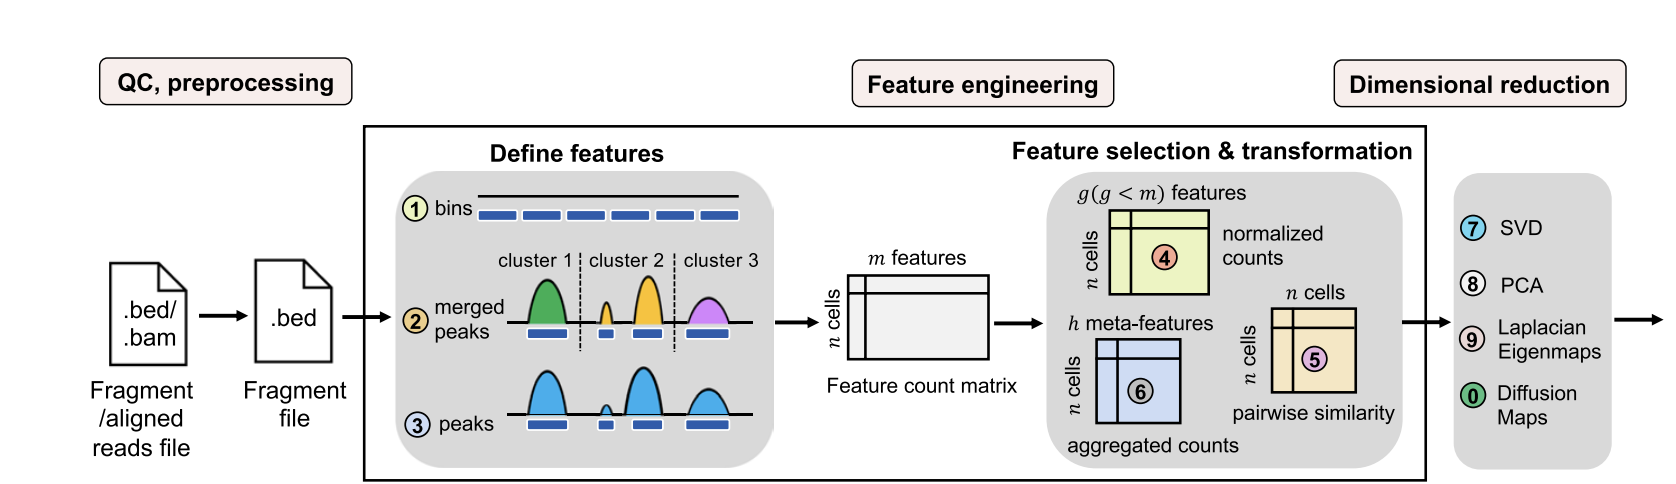 QC, preprocessing
Feature engineering
Dimensional reduction
.bed/
.bam
Fragment
/aligned
reads file
.bed
Fragment
file
Define features
1 bins
cluster 1
cluster 2
cluster 3
2 merged
peaks
3 peaks
m features
n cells
Feature count matrix
Feature selection & transformation
g(g < m) features
n cells
4
normalized
counts
h meta-features
n cells
6
aggregated counts
n cells
n cells
5
pairwise similarity
7 SVD
8 PCA
9 Laplacian
Eigenmaps
0 Diffusion
Maps